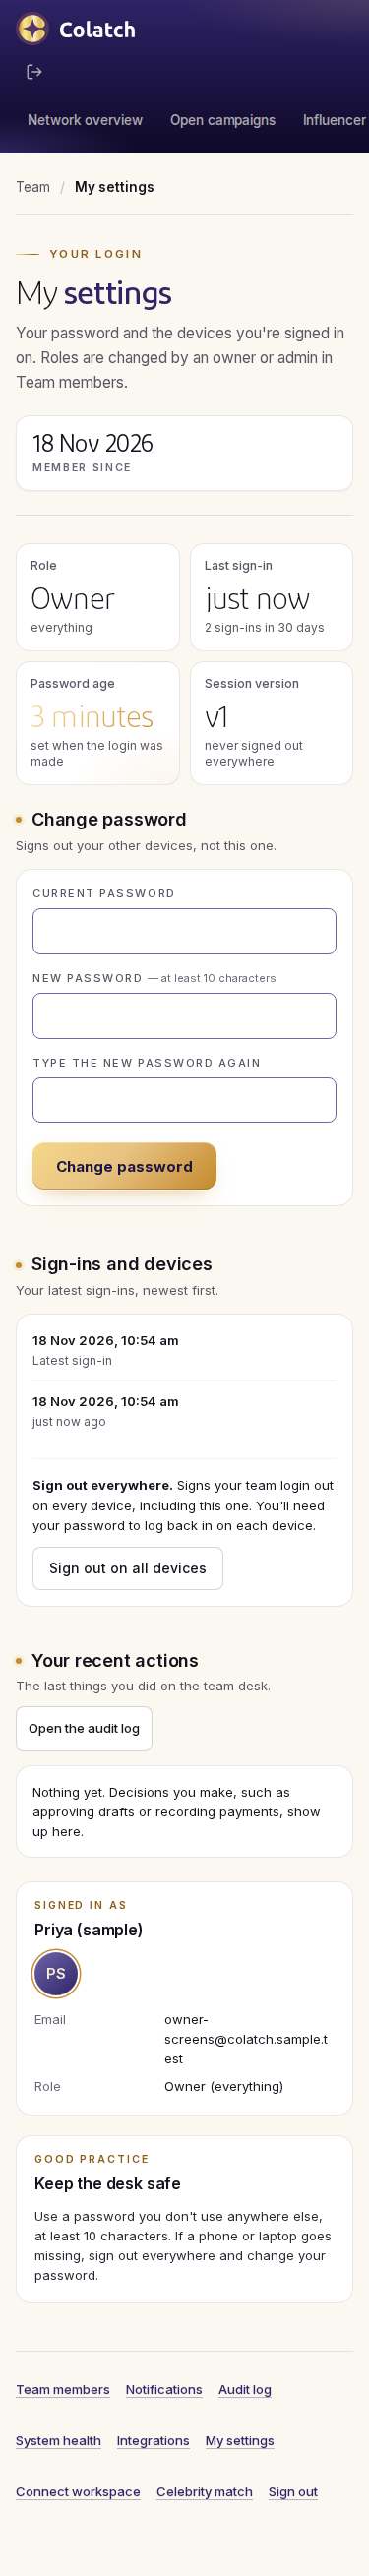 Colatch
Network overview Open campaigns Influencer
Team / My settings
YOUR LOGIN
My settings
Your password and the devices you're signed in
on. Roles are changed by an owner or admin in
Team members.
18 Nov 2026
MEMBER SINCE
Role
Owner
everything
Last sign-in
just now
2 sign-ins in 30 days
Password age
3 minutes
set when the login was
made
Session version
v1
never signed out
everywhere
Change password
Signs out your other devices, not this one.
CURRENT PASSWORD
NEW PASSWORD — at least 10 characters
TYPE THE NEW PASSWORD AGAIN
Change password
Sign-ins and devices
Your latest sign-ins, newest first.
18 Nov 2026, 10:54 am
Latest sign-in
18 Nov 2026, 10:54 am
just now ago
Sign out everywhere. Signs your team login out
on every device, including this one. You'll need
your password to log back in on each device.
Sign out on all devices
Your recent actions
The last things you did on the team desk.
Open the audit log
Nothing yet. Decisions you make, such as
approving drafts or recording payments, show
up here.
SIGNED IN AS
Priya (sample)
PS
Email owner-
screens@colatch.sample.t
est
Role Owner (everything)
GOOD PRACTICE
Keep the desk safe
Use a password you don't use anywhere else,
at least 10 characters. If a phone or laptop goes
missing, sign out everywhere and change your
password.
Team members Notifications Audit log
System health Integrations My settings
Connect workspace Celebrity match Sign out